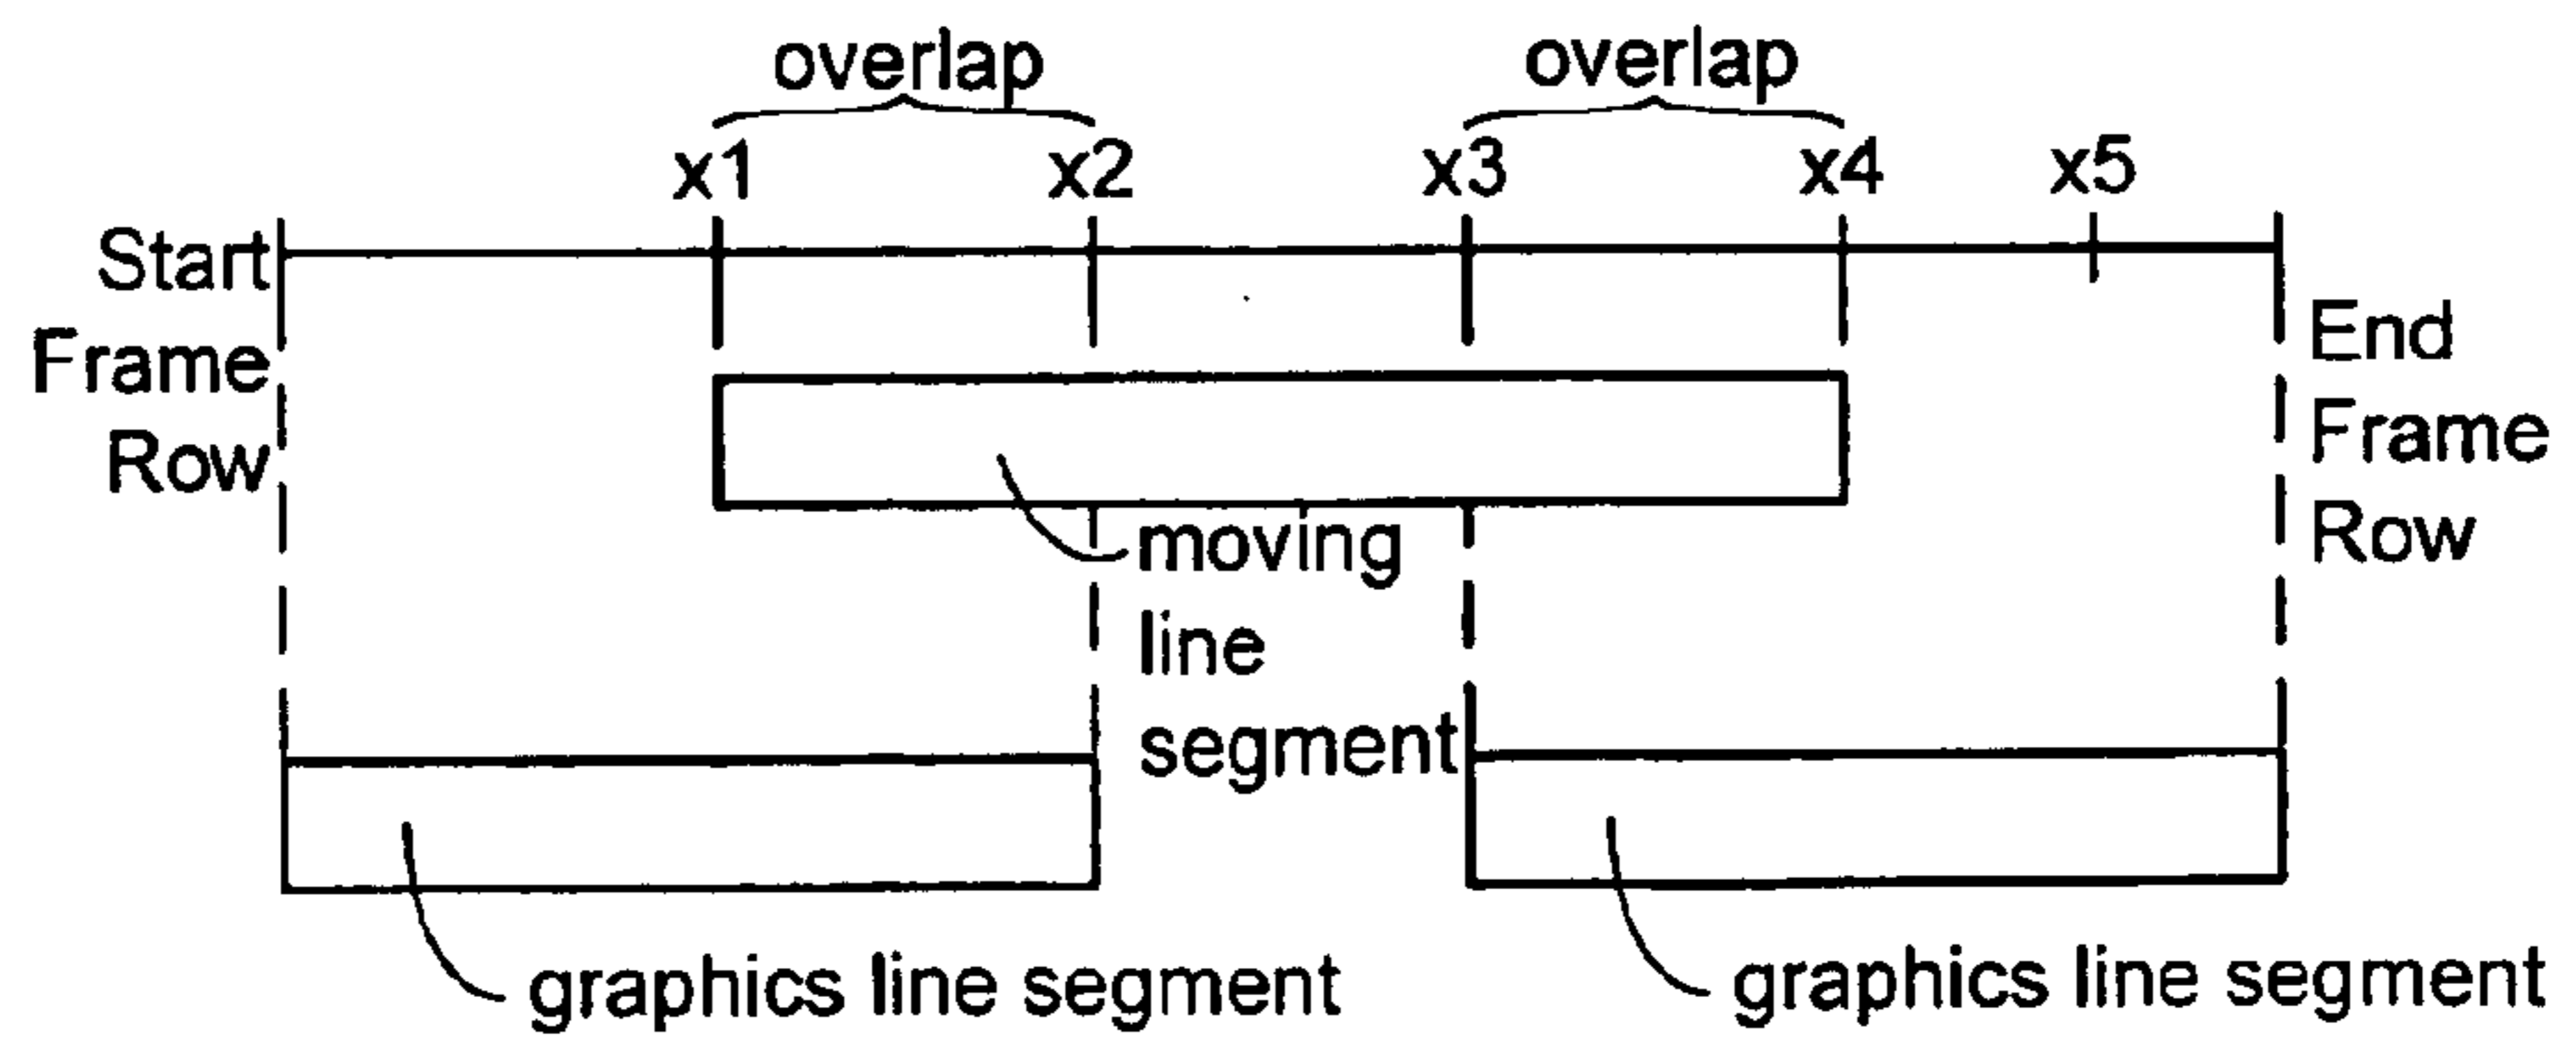 overlap
overlap
x1
x2
x3
x4
x5
Start
Frame
Row
End
Frame
Row
moving
line
segment
graphics line segment
graphics line segment